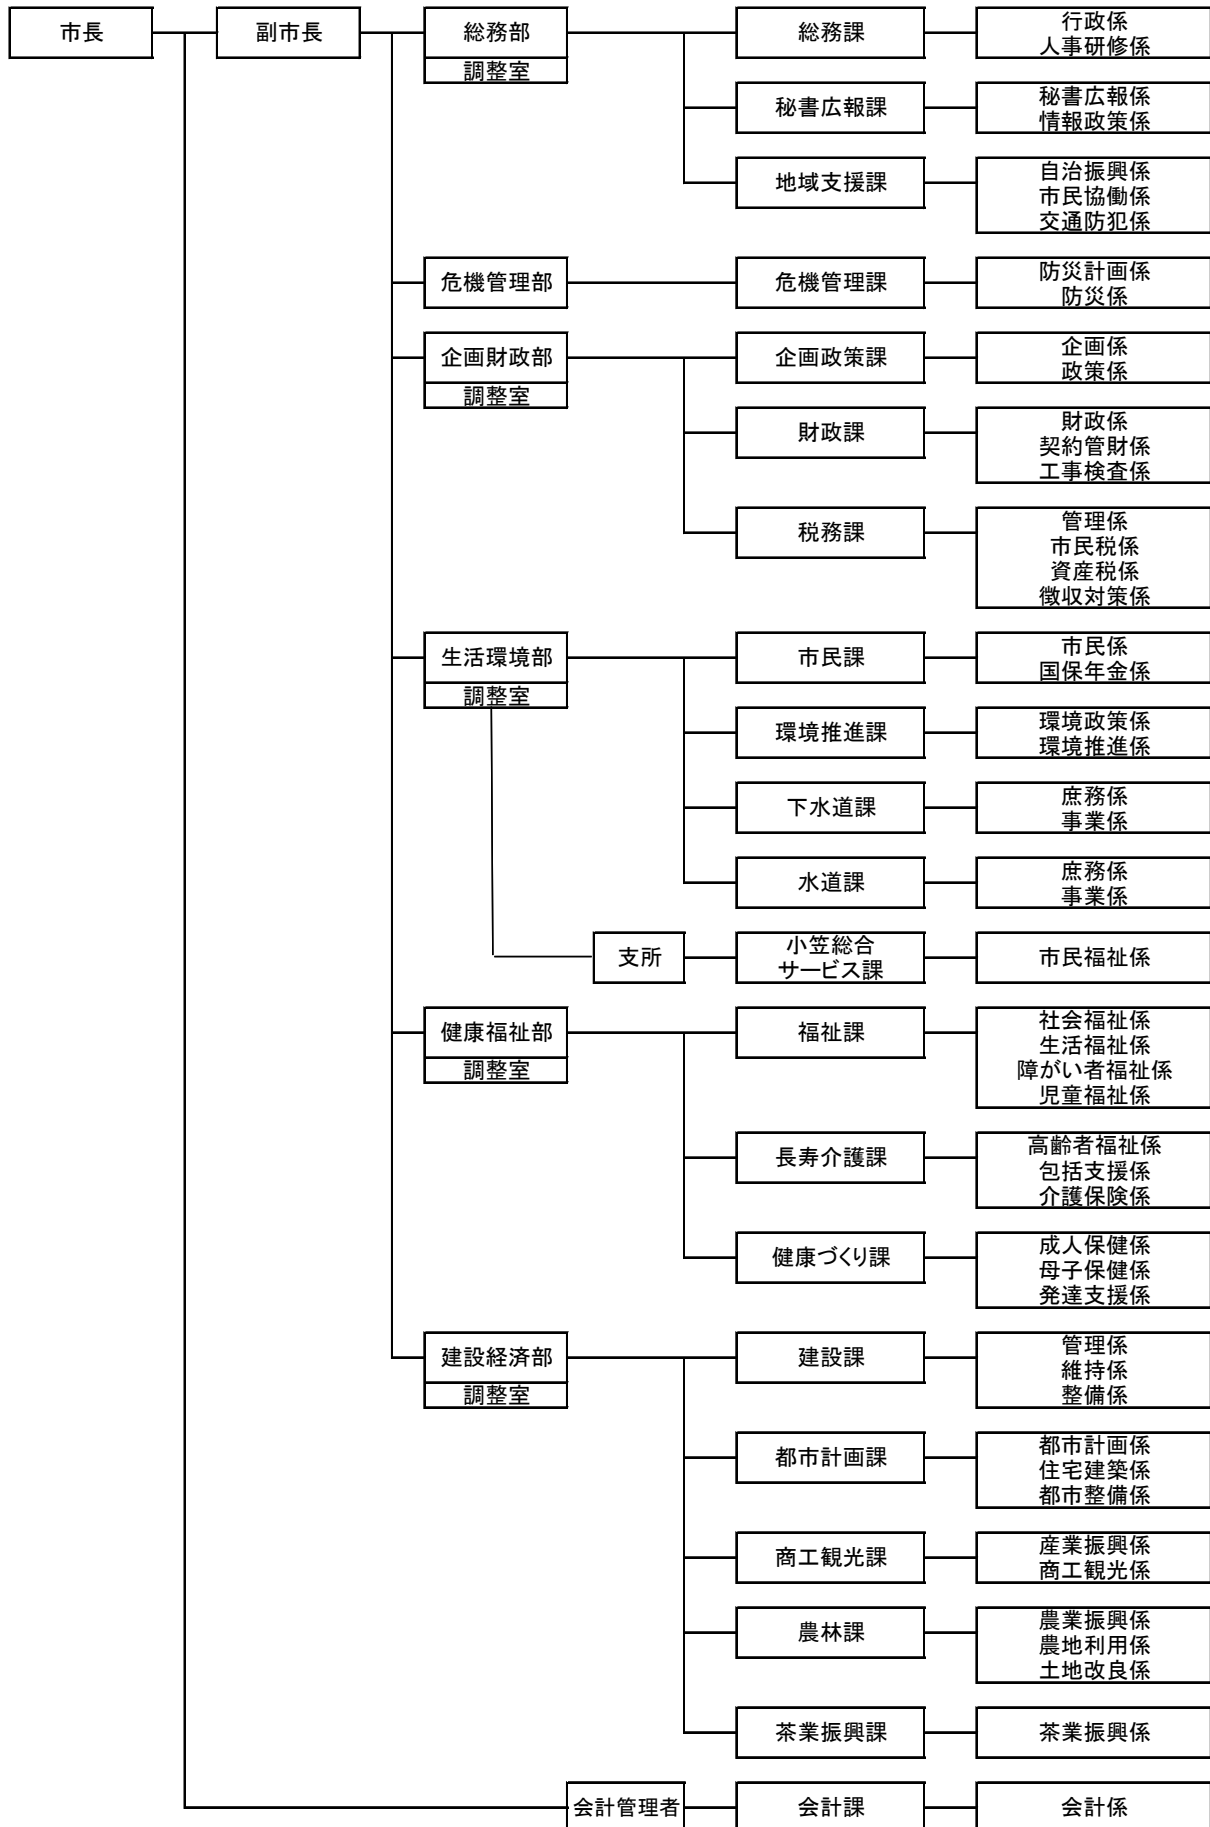 市長
副市長
総務部
調整室
総務課
行政係
人事研修係
秘書広報課
秘書広報係
情報政策係
地域支援課
自治振興係
市民協働係
交通防犯係
危機管理部
危機管理課
防災計画係
防災係
企画財政部
調整室
企画政策課
企画係
政策係
財政課
財政係
契約管財係
工事検査係
税務課
管理係
市民税係
資産税係
徴収対策係
生活環境部
調整室
市民課
市民係
国保年金係
環境推進課
環境政策係
環境推進係
下水道課
庶務係
事業係
水道課
庶務係
事業係
支所
小笠総合
サービス課
市民福祉係
健康福祉部
調整室
福祉課
社会福祉係
生活福祉係
障がい者福祉係
児童福祉係
長寿介護課
高齢者福祉係
包括支援係
介護保険係
健康づくり課
成人保健係
母子保健係
発達支援係
建設経済部
調整室
建設課
管理係
維持係
整備係
都市計画課
都市計画係
住宅建築係
都市整備係
商工観光課
産業振興係
商工観光係
農林課
農業振興係
農地利用係
土地改良係
茶業振興課
茶業振興係
会計管理者
会計課
会計係